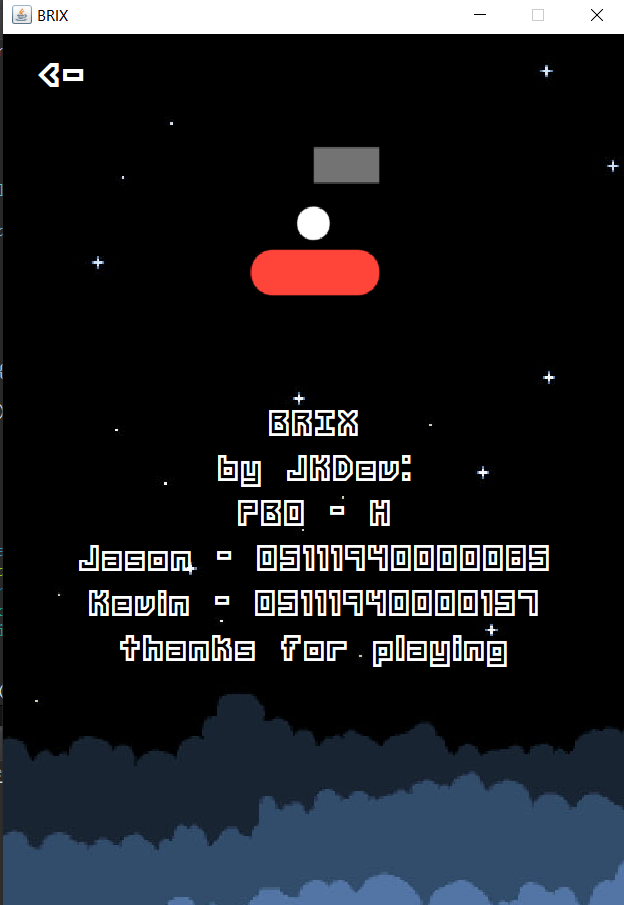 BRIX
<-
BRIX
by JKDev:
PBO - H
Jason - 05111940000085
Kevin - 05111940000157
thanks for playing